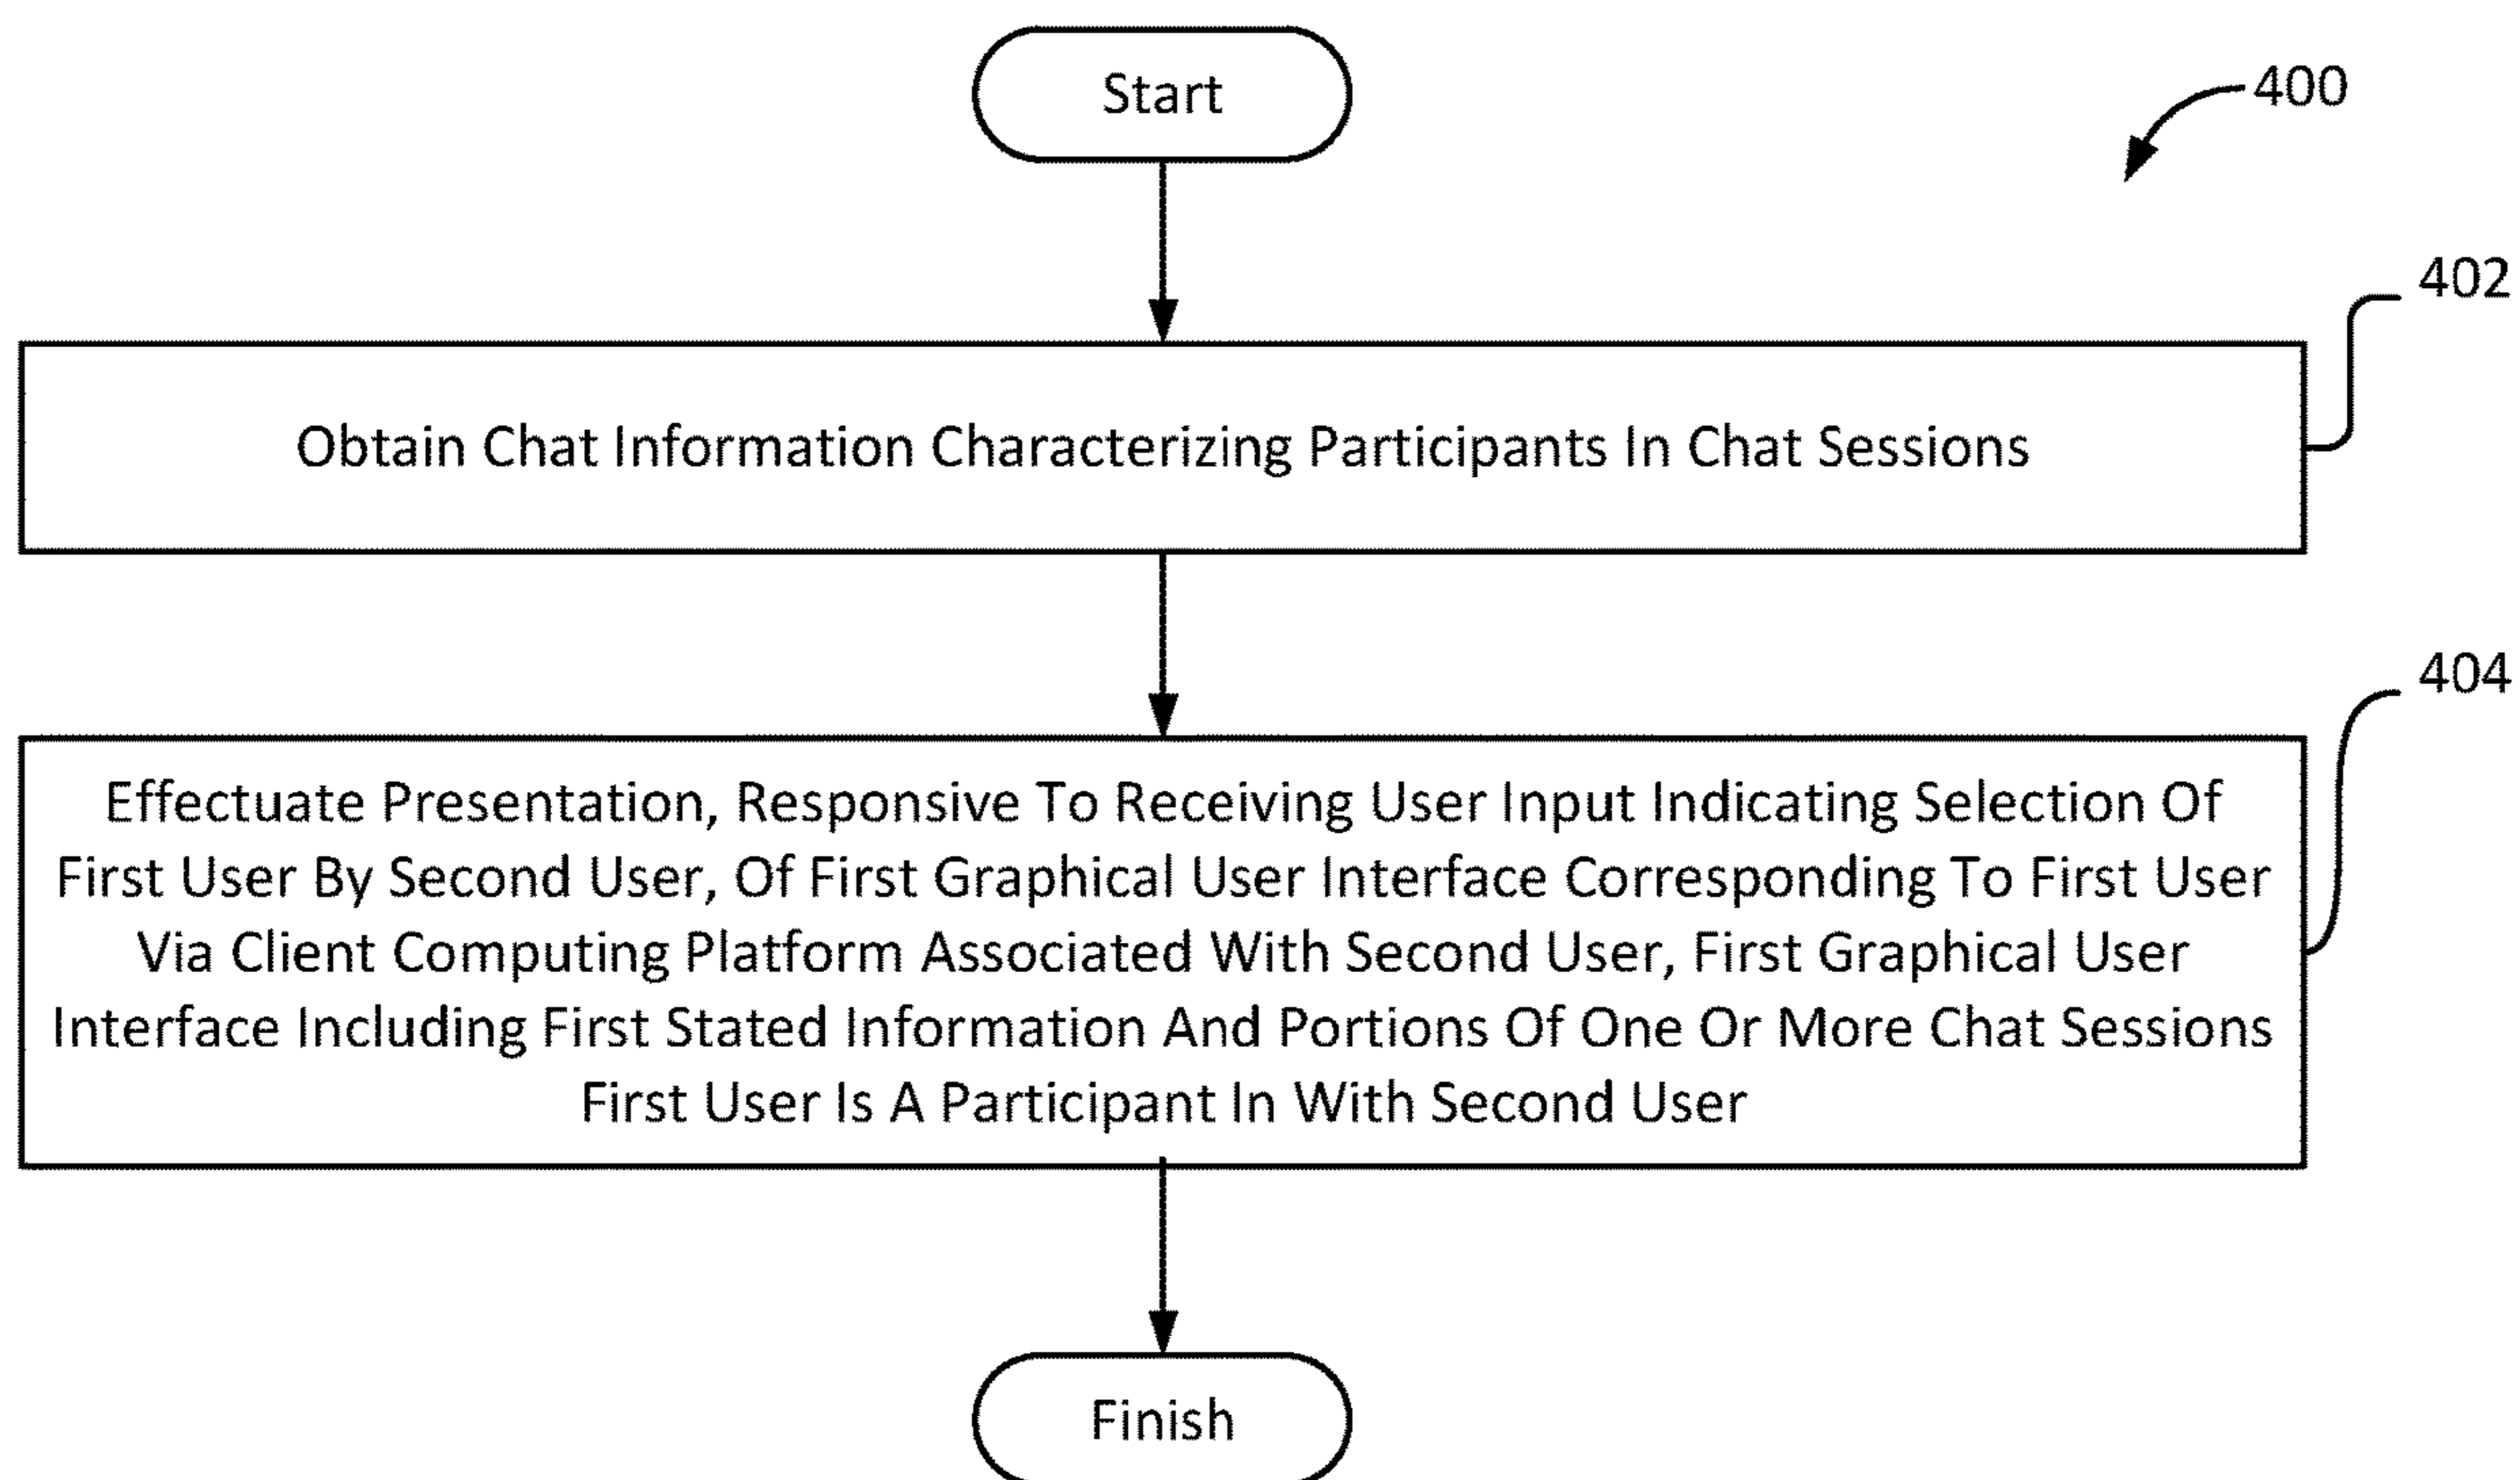 Start
400
402
Obtain Chat Information Characterizing Participants In Chat Sessions
404
Effectuate Presentation, Responsive To Receiving User Input Indicating Selection Of
First User By Second User, Of First Graphical User Interface Corresponding To First User
Via Client Computing Platform Associated With Second User, First Graphical User
Interface Including First Stated Information And Portions Of One Or More Chat Sessions
First User Is A Participant In With Second User
Finish